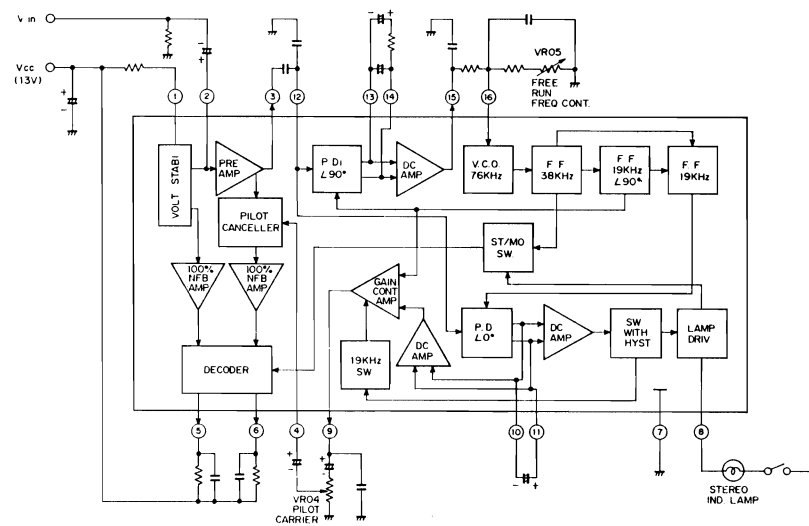 V in
Vcc
(13V)
VR05
FREE
RUN
FREQ CONT.
1
2
3
12
13
14
15
16
VOLT STABI
PRE
AMP
P. Di
∠90°
DC
AMP
V.C.O.
76KHz
F F
38KHz
F F
19KHz
∠90°
F. F
19KHz
PILOT
CANCELLER
ST/MO
SW.
100%
NFB
AMP
100%
NFB
AMP
GAIN
CONT
AMP
DC
AMP
19KHz
SW
P. D
∠0°
DC
AMP
SW
WITH
HYST
LAMP
DRIV
DECODER
5
6
4
9
10
11
7
8
VR04
PILOT
CARRIER
STEREO
IND. LAMP